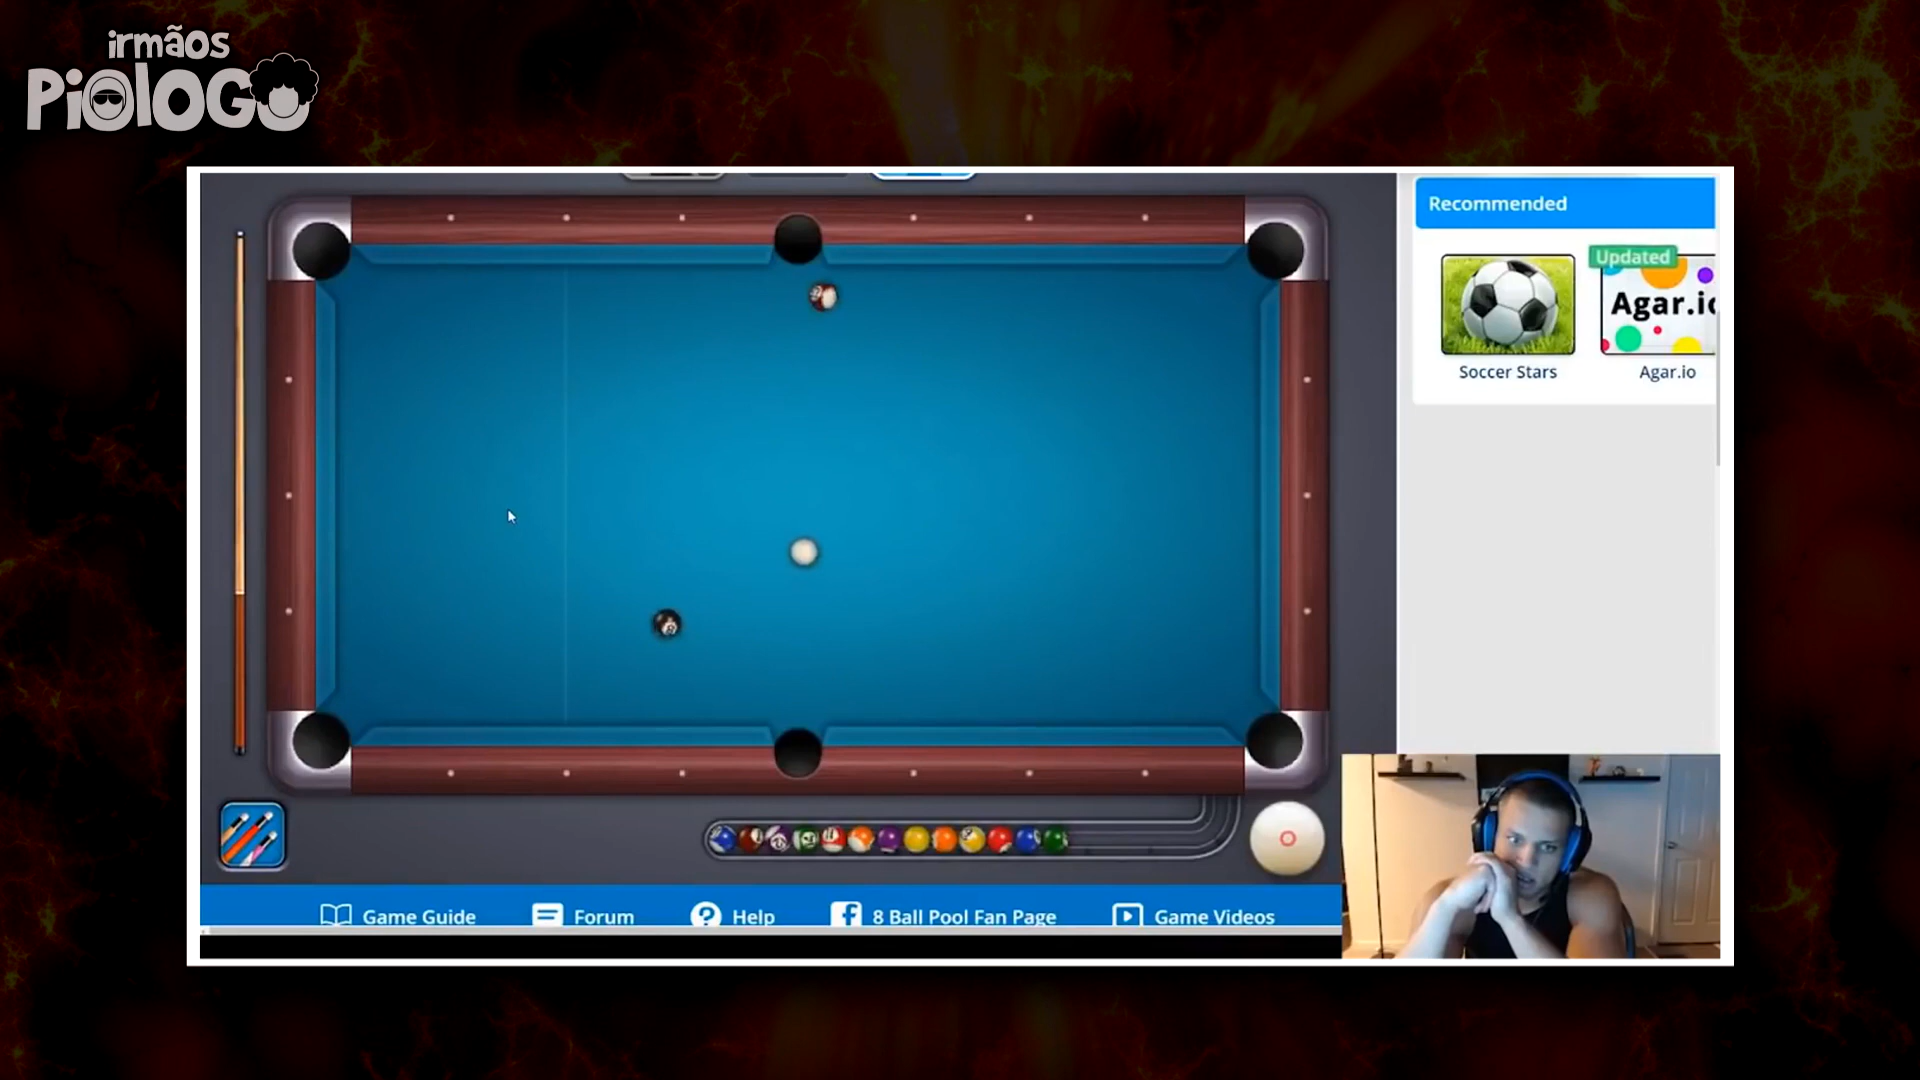 irmãos
PiOLOGO
Recommended
Updated
Agar.io
Soccer Stars
Agar.io
Game Guide
Forum
Help
8 Ball Pool Fan Page
Game Videos